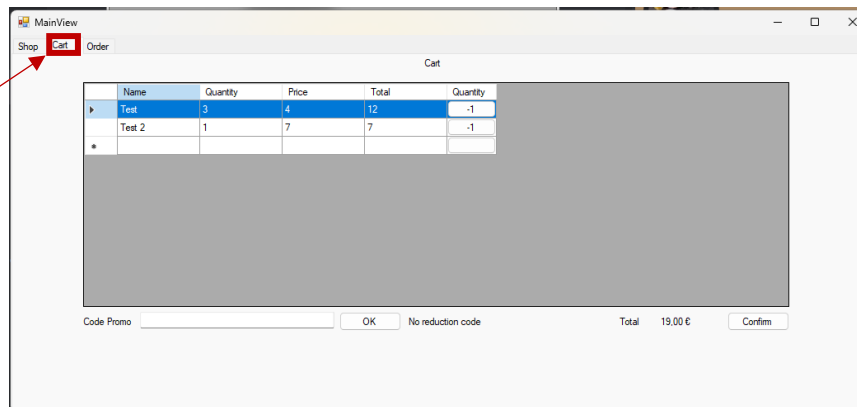 MainView
Shop Cart Order
Cart
Name Quantity Price Total Quantity
Test 3 4 12 -1
Test 2 1 7 7 -1
Code Promo OK No reduction code Total 19,00 € Confirm